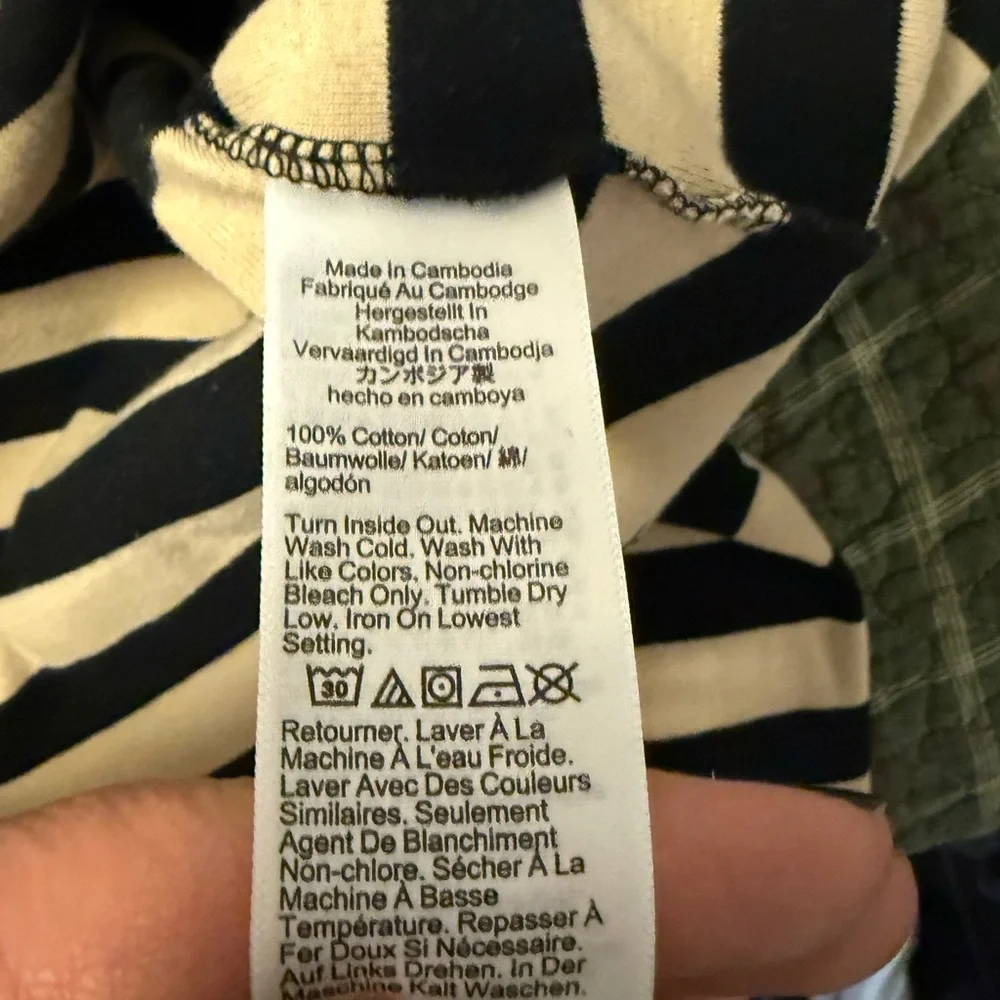 Made In Cambodia
Fabriqué Au Cambodge
Hergestellt In
Kambodscha
Vervaardigd In Cambodja
カンボジア製
hecho en camboya
100% Cotton/ Coton/
Baumwolle/ Katoen/ 綿/
algodón
Turn Inside Out. Machine
Wash Cold. Wash With
Like Colors. Non-chlorine
Bleach Only. Tumble Dry
Low. Iron On Lowest
Setting.
30
Retourner. Laver À La
Machine À L'eau Froide.
Laver Avec Des Couleurs
Similaires. Seulement
Agent De Blanchiment
Non-chlore. Sécher À La
Machine À Basse
Température. Repasser À
Fer Doux Si Nécessaire.
Auf Links Drehen. In Der
Maschine Kalt Waschen.